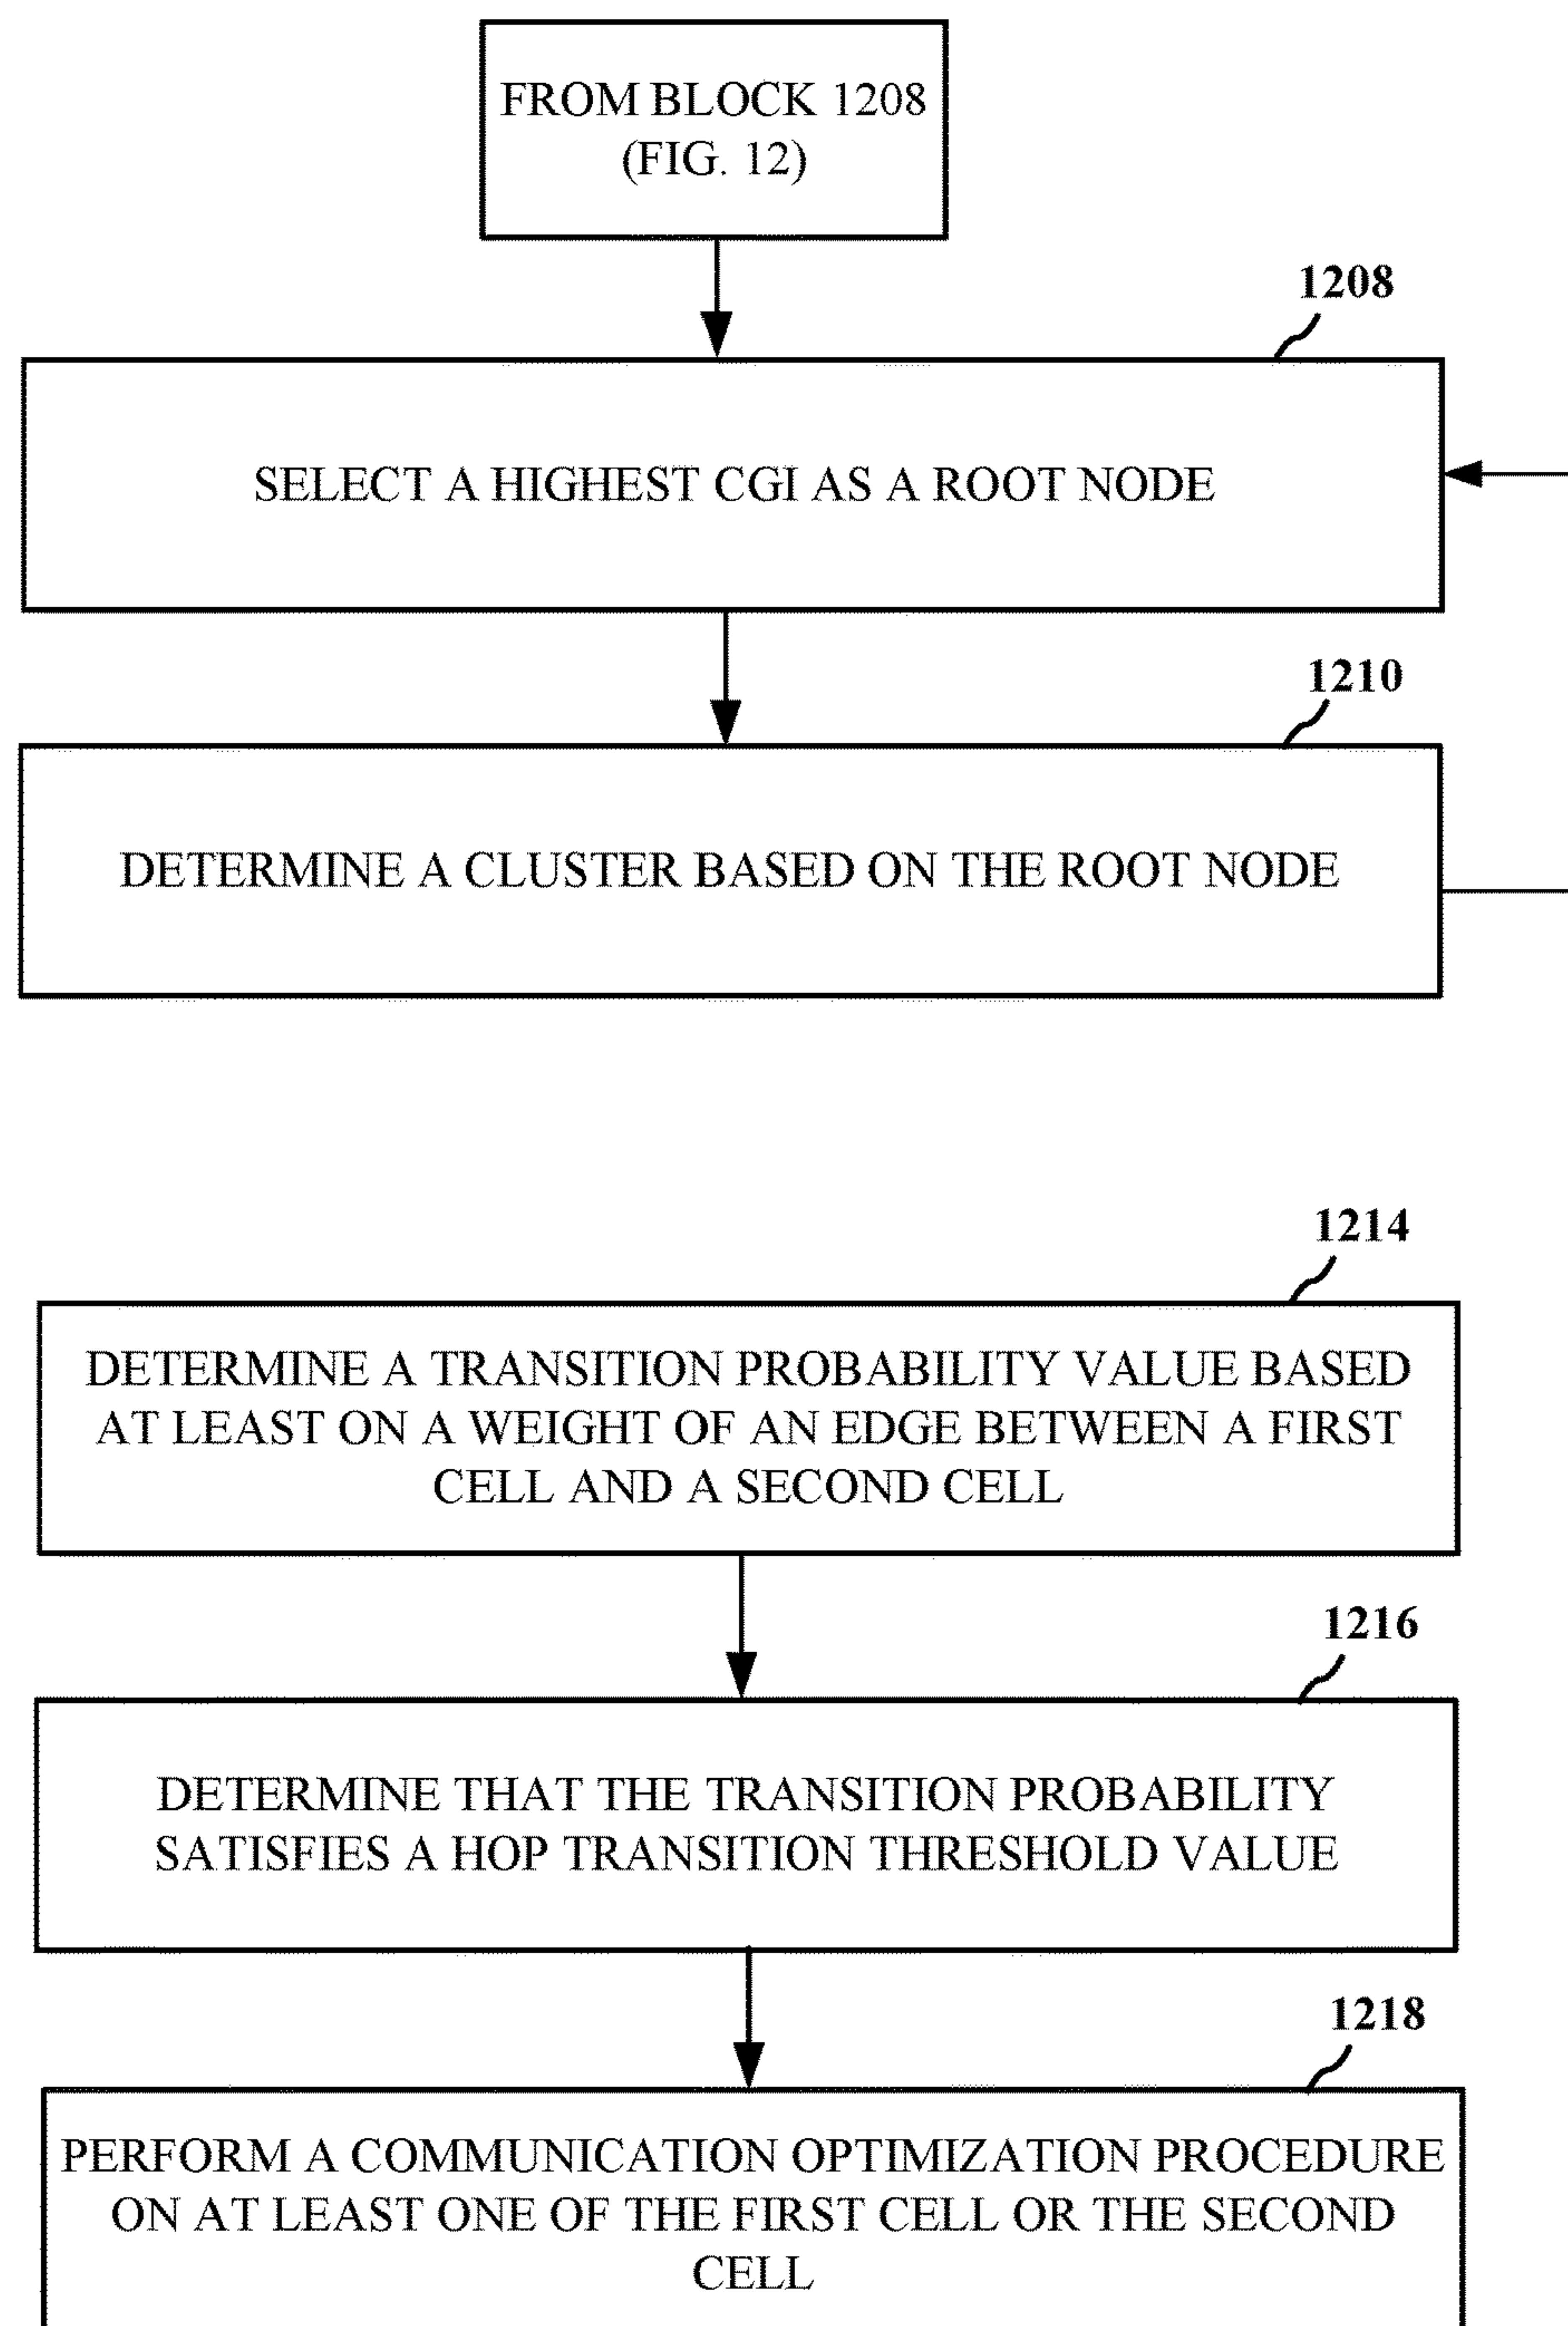 FROM BLOCK 1208
(FIG. 12)
1208
SELECT A HIGHEST CGI AS A ROOT NODE
1210
DETERMINE A CLUSTER BASED ON THE ROOT NODE
1214
DETERMINE A TRANSITION PROBABILITY VALUE BASED
AT LEAST ON A WEIGHT OF AN EDGE BETWEEN A FIRST
CELL AND A SECOND CELL
1216
DETERMINE THAT THE TRANSITION PROBABILITY
SATISFIES A HOP TRANSITION THRESHOLD VALUE
1218
PERFORM A COMMUNICATION OPTIMIZATION PROCEDURE
ON AT LEAST ONE OF THE FIRST CELL OR THE SECOND
CELL